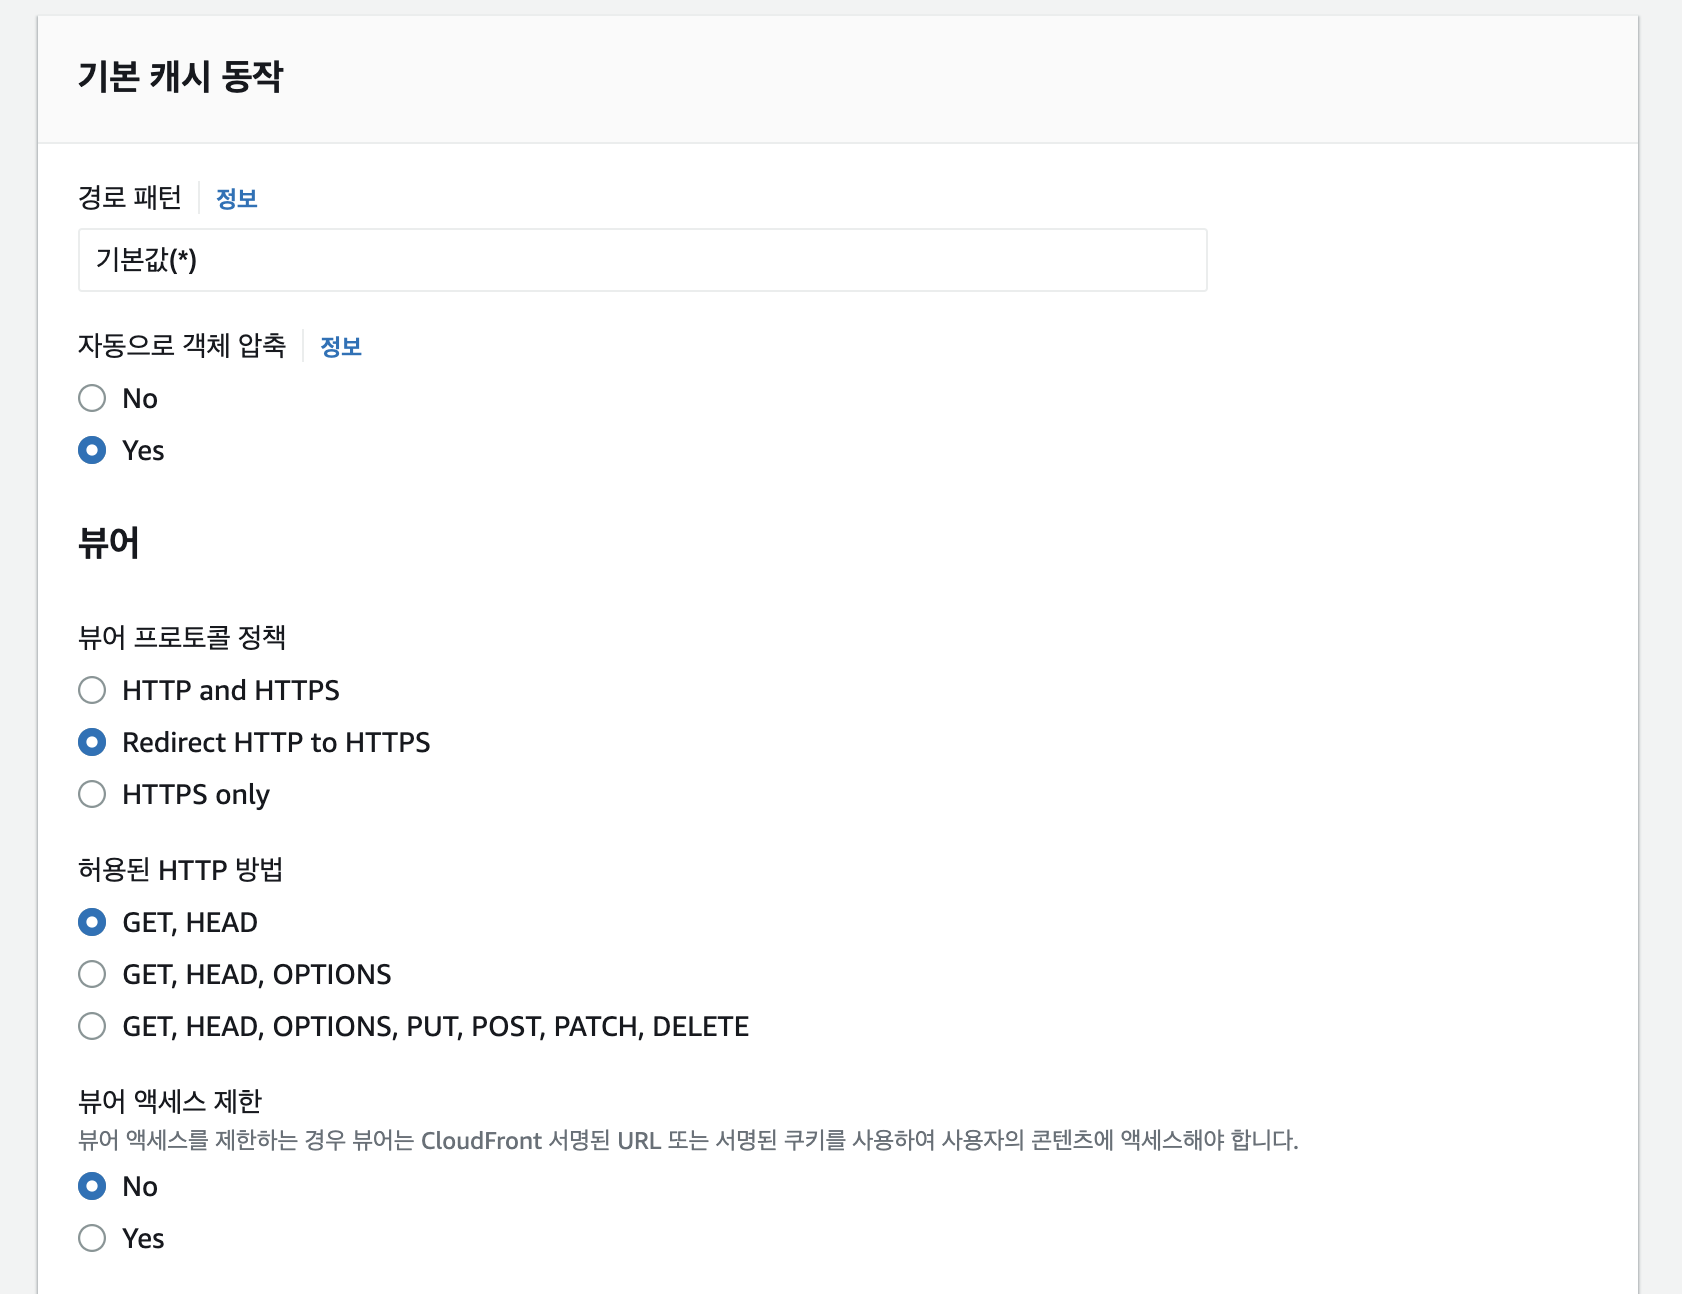 기본 캐시 동작
경로 패턴 정보
기본값(*)
자동으로 객체 압축 정보
No
Yes
뷰어
뷰어 프로토콜 정책
HTTP and HTTPS
Redirect HTTP to HTTPS
HTTPS only
허용된 HTTP 방법
GET, HEAD
GET, HEAD, OPTIONS
GET, HEAD, OPTIONS, PUT, POST, PATCH, DELETE
뷰어 액세스 제한
뷰어 액세스를 제한하는 경우 뷰어는 CloudFront 서명된 URL 또는 서명된 쿠키를 사용하여 사용자의 콘텐츠에 액세스해야 합니다.
No
Yes